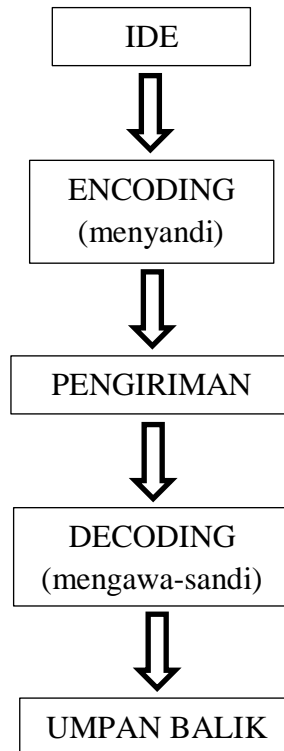 IDE
ENCODING
(menyandi)
PENGIRIMAN
DECODING
(mengawa-sandi)
UMPAN BALIK